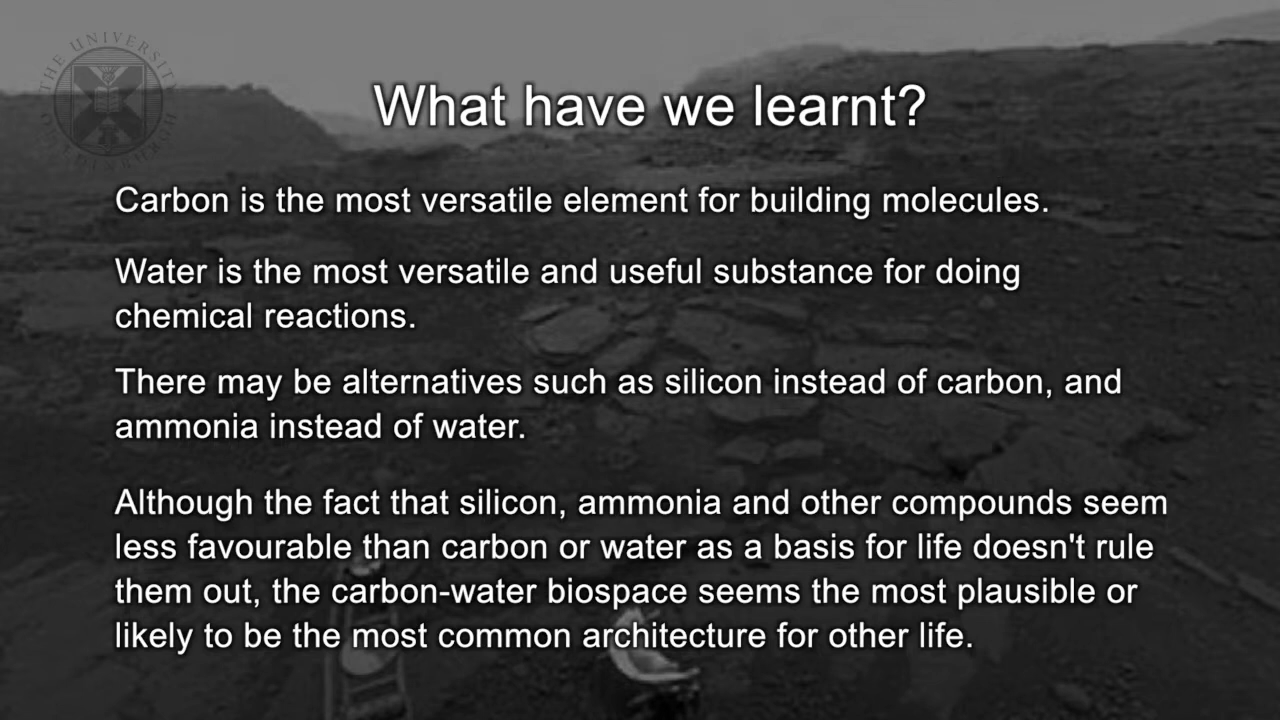 THE UNIVERSITY
What have we learnt?
Carbon is the most versatile element for building molecules.
Water is the most versatile and useful substance for doing
chemical reactions.
There may be alternatives such as silicon instead of carbon, and
ammonia instead of water.
Although the fact that silicon, ammonia and other compounds seem
less favourable than carbon or water as a basis for life doesn't rule
them out, the carbon-water biospace seems the most plausible or
likely to be the most common architecture for other life.